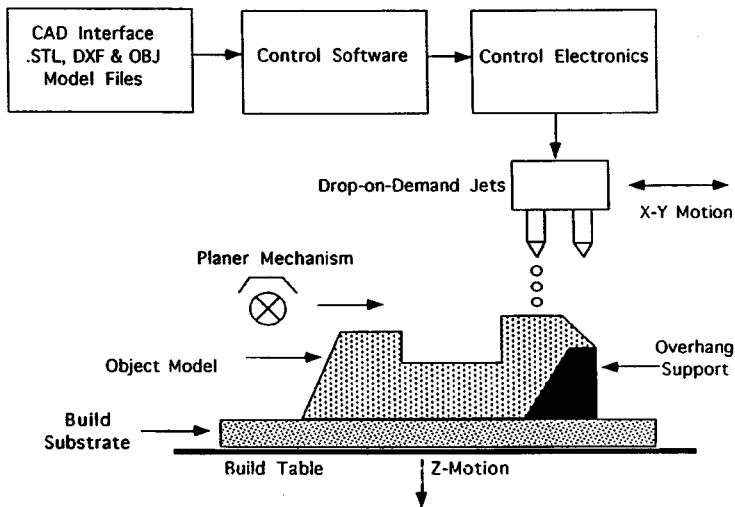 CAD Interface
.STL, DXF & OBJ
Model Files
Control Software
Control Electronics
Drop-on-Demand Jets
X-Y Motion
Planer Mechanism
Object Model
Overhang
Support
Build
Substrate
Build Table
Z-Motion